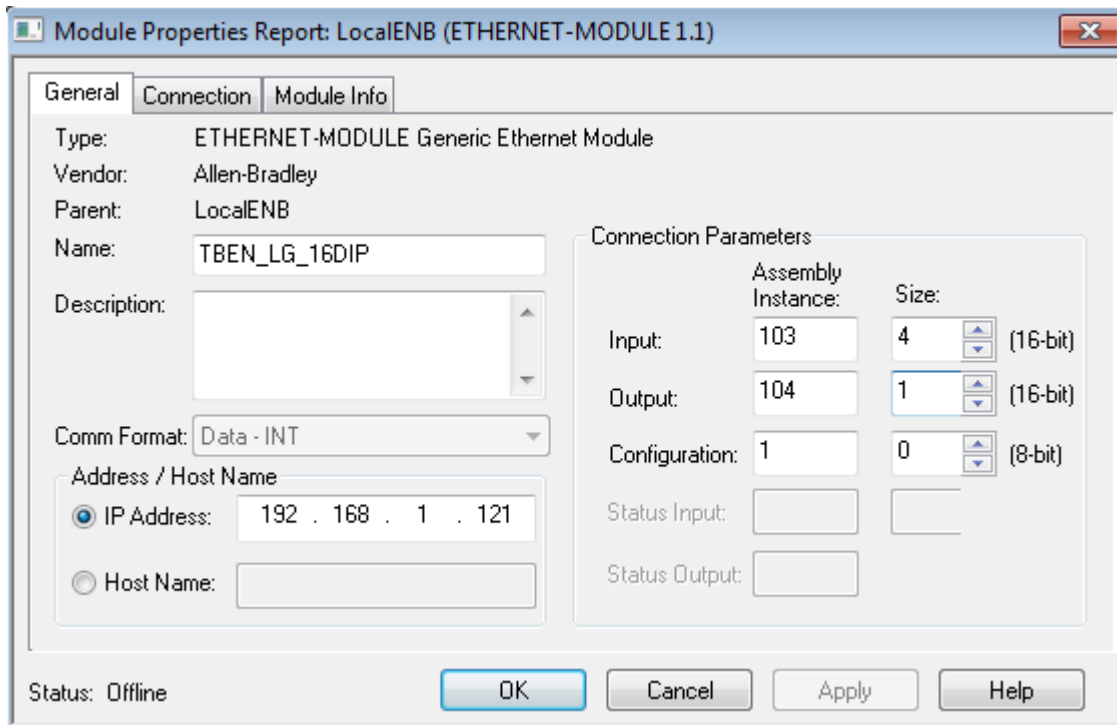 Module Properties Report: LocalENB (ETHERNET-MODULE 1.1)
General Connection Module Info
Type: ETHERNET-MODULE Generic Ethernet Module
Vendor: Allen-Bradley
Parent: LocalENB
Name: TBEN_LG_16DIP
Description:
Comm Format: Data - INT
Address / Host Name
IP Address: 192 . 168 . 1 . 121
Host Name:
Connection Parameters
Assembly
Instance: Size:
Input: 103 4 (16-bit)
Output: 104 1 (16-bit)
Configuration: 1 0 (8-bit)
Status Input:
Status Output:
Status: Offline OK Cancel Apply Help